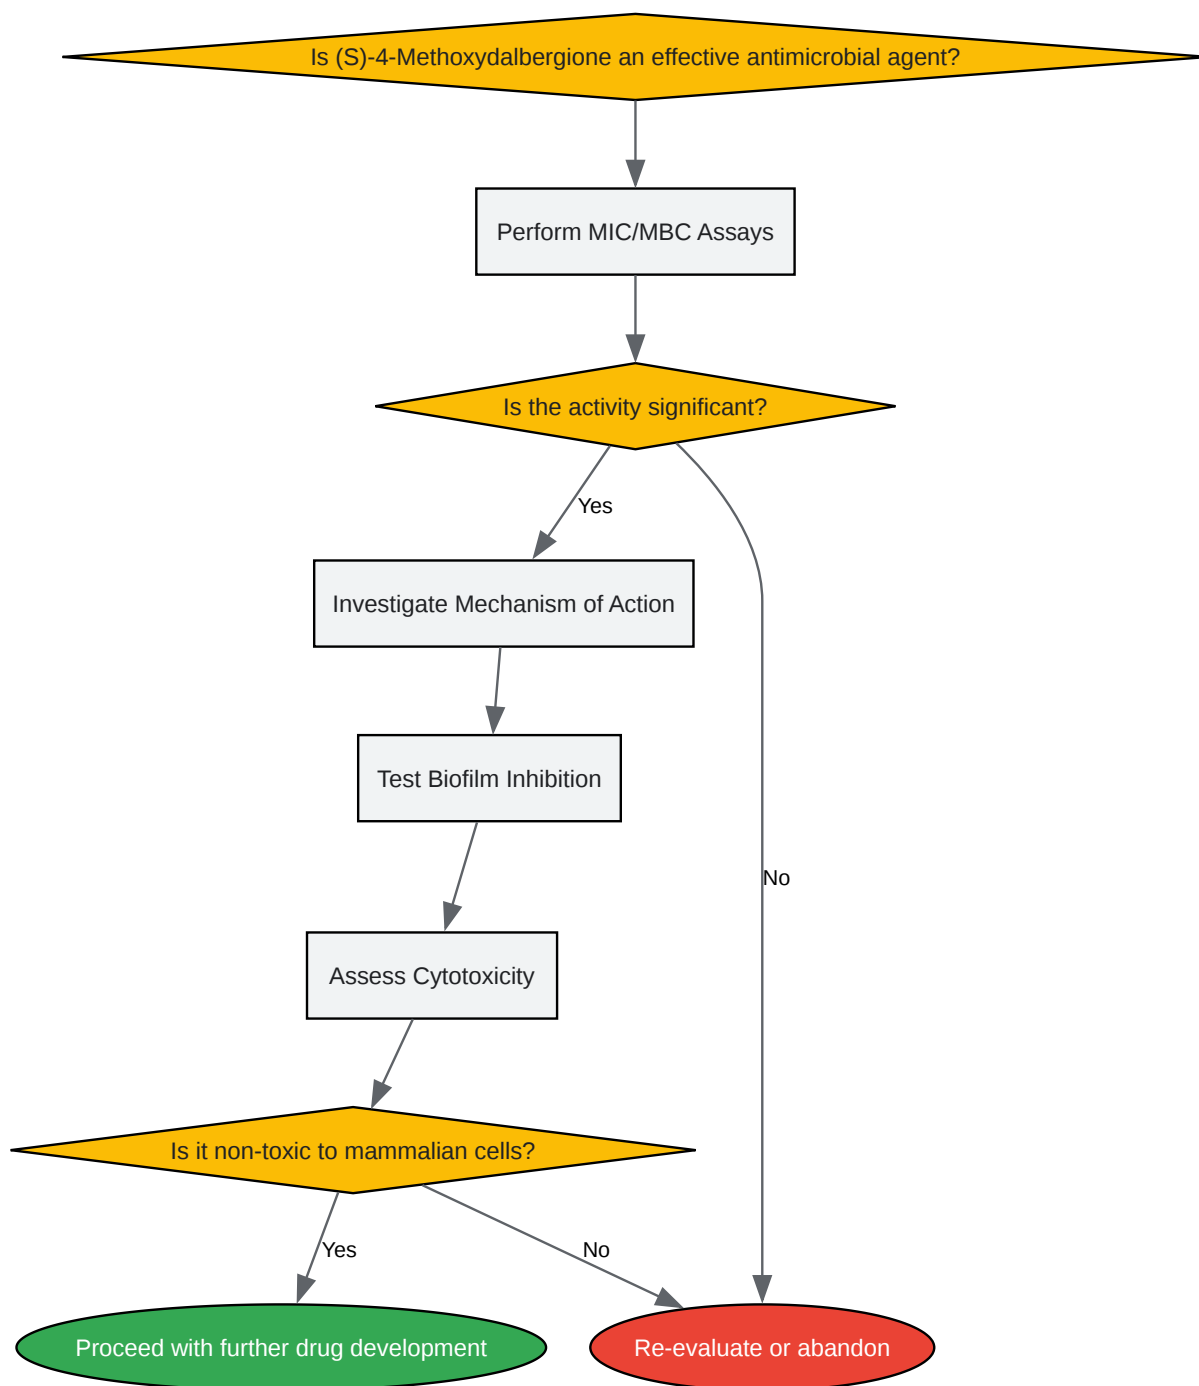 Is (S)-4-Methoxydalbergione an effective antimicrobial agent?
Perform MIC/MBC Assays
Is the activity significant?
Yes
Investigate Mechanism of Action
Test Biofilm Inhibition
No
Assess Cytotoxicity
Is it non-toxic to mammalian cells?
Yes
No
Proceed with further drug development
Re-evaluate or abandon